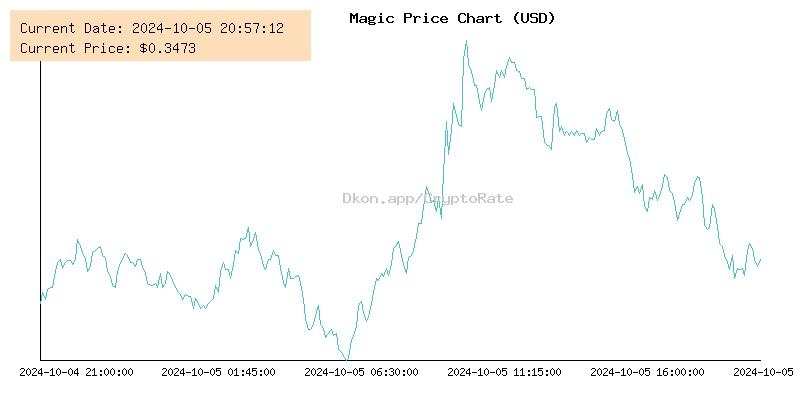 Magic Price Chart (USD)
Current Date: 2024-10-05 20:57:12
Current Price: $0.3473
Dkon.app/CryptoRate
2024-10-04 21:00:00 2024-10-05 01:45:00 2024-10-05 06:30:00 2024-10-05 11:15:00 2024-10-05 16:00:00 2024-10-05